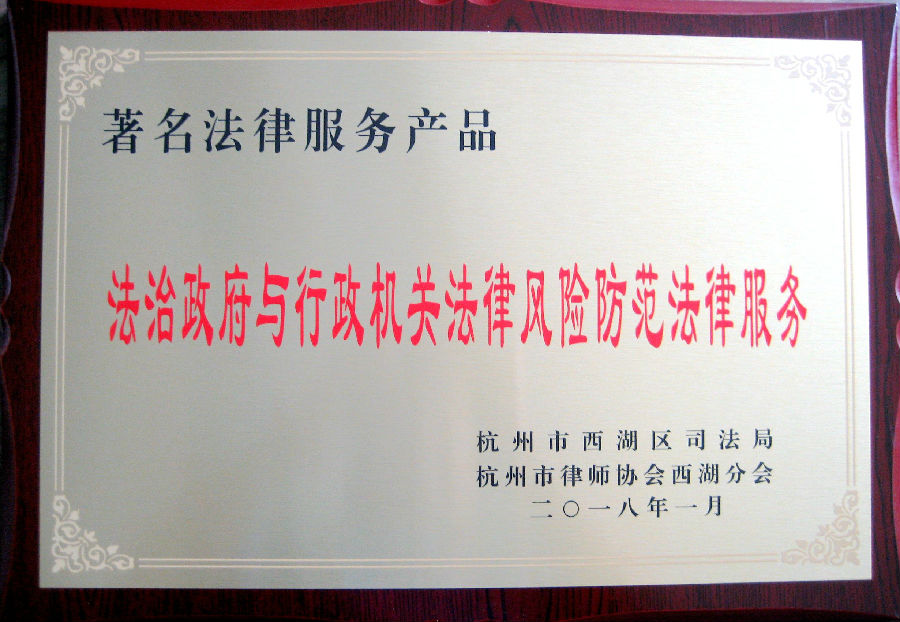 著名法律服务产品
法治政府与行政机关法律风险防范法律服务
杭州市西湖区司法局
杭州市律师协会西湖分会
二〇一八年一月